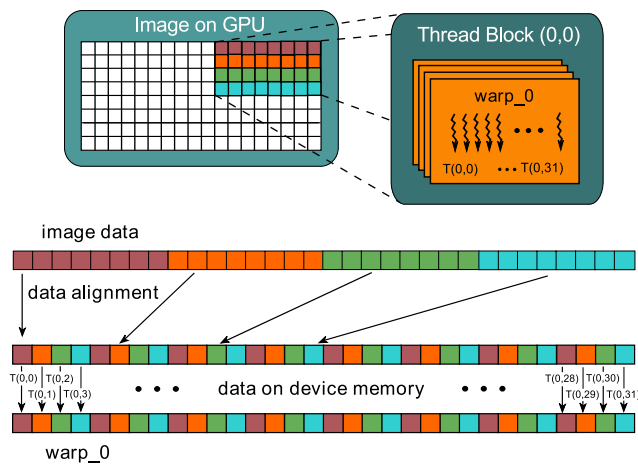 Image on GPU
Thread Block (0,0)
warp_0
T(0,0) ••• T(0,31)
image data
data alignment
T(0,0) T(0,2) T(0,28) T(0,30)
••• data on device memory •••
T(0,1) T(0,3) T(0,29) T(0,31)
warp_0